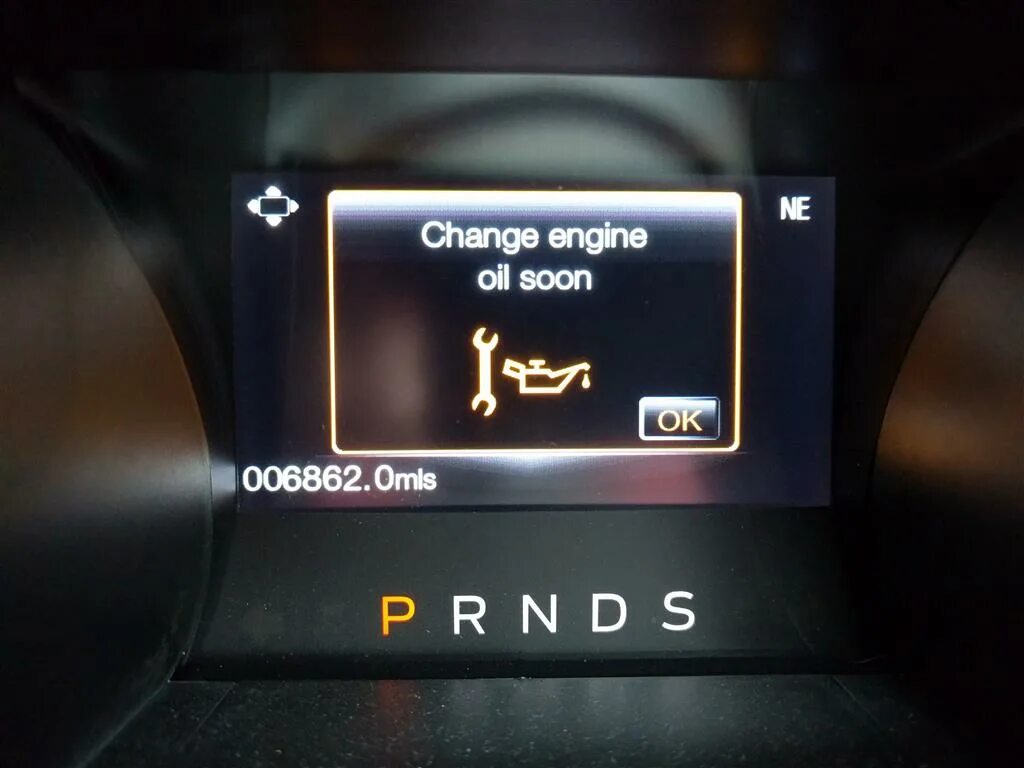 NE
Change engine
oil soon
OK
006862.0mls
P R N D S